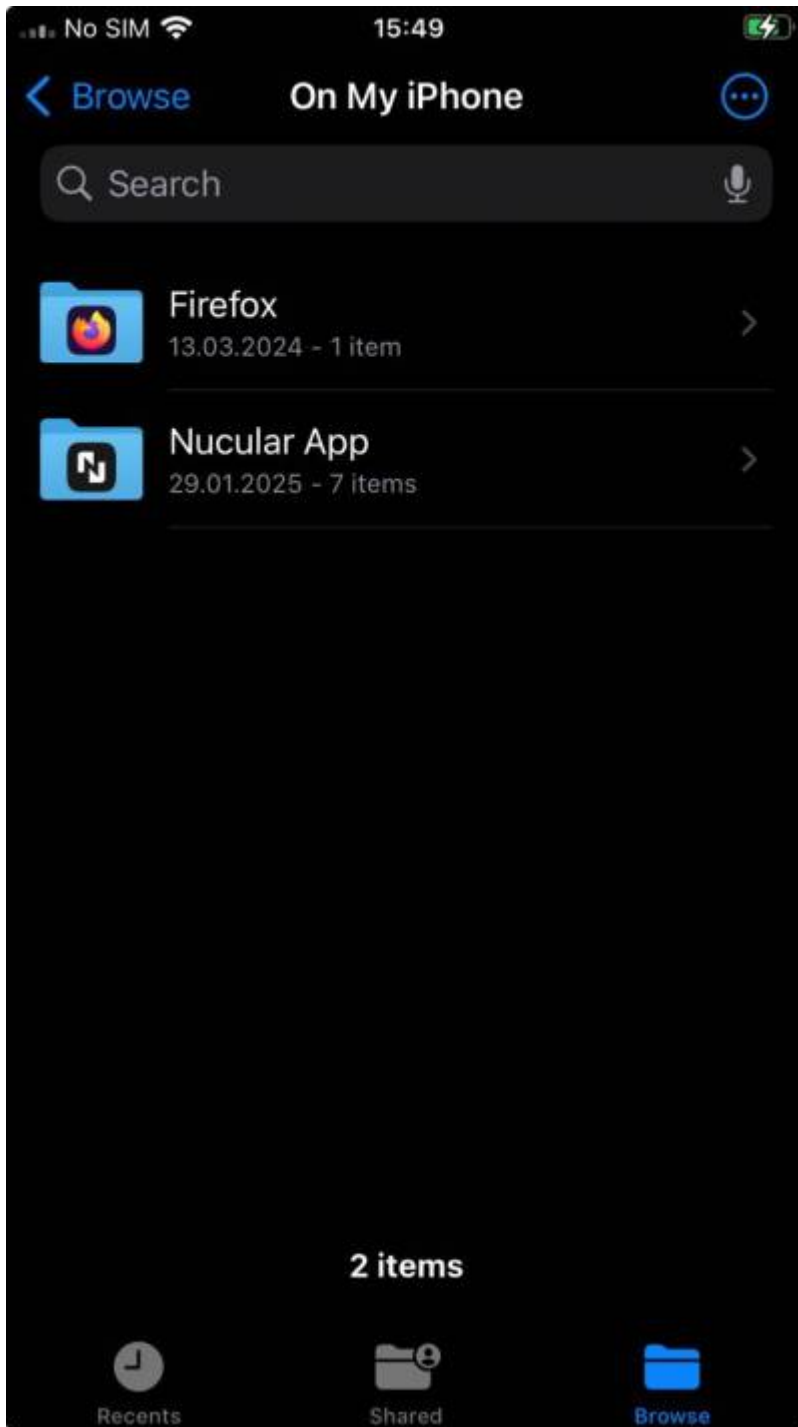 No SIM 15:49
Browse On My iPhone
Search
Firefox
13.03.2024 - 1 item
Nucular App
29.01.2025 - 7 items
2 items
Recents Shared Browse